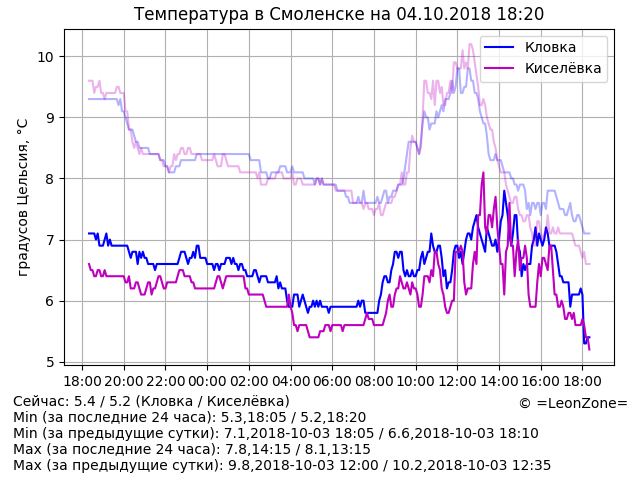 Температура в Смоленске на 04.10.2018 18:20
градусов Цельсия, °C
10
9
8
7
6
5
Кловка
Киселёвка
18:00 20:00 22:00 00:00 02:00 04:00 06:00 08:00 10:00 12:00 14:00 16:00 18:00
Сейчас: 5.4 / 5.2 (Кловка / Киселёвка)
© =LeonZone=
Min (за последние 24 часа): 5.3,18:05 / 5.2,18:20
Min (за предыдущие сутки): 7.1,2018-10-03 18:05 / 6.6,2018-10-03 18:10
Max (за последние 24 часа): 7.8,14:15 / 8.1,13:15
Max (за предыдущие сутки): 9.8,2018-10-03 12:00 / 10.2,2018-10-03 12:35